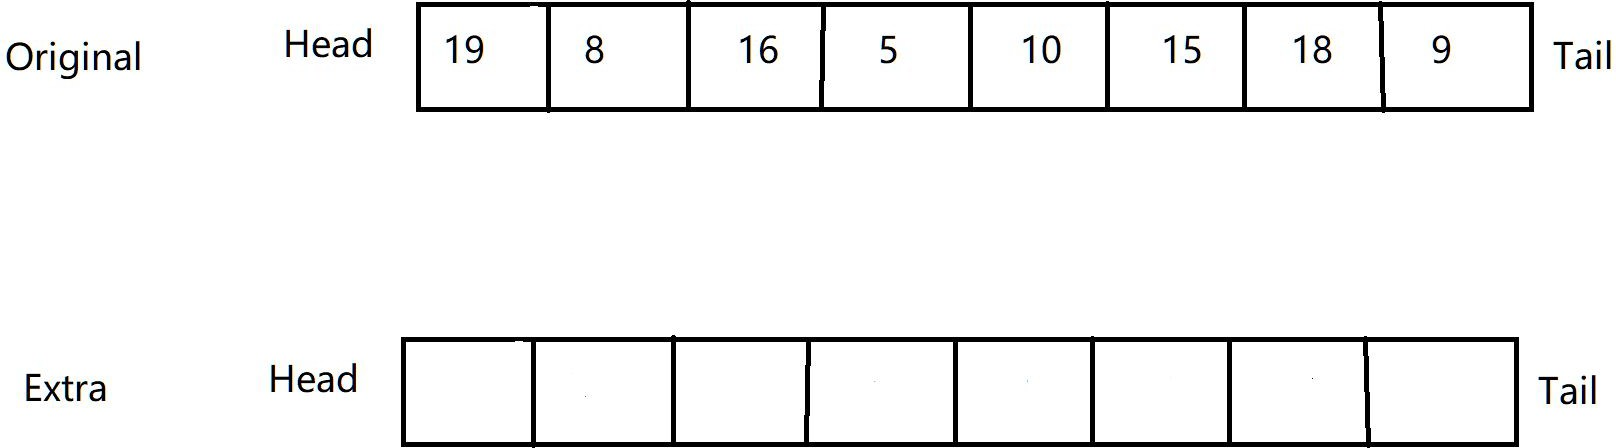 Original Head 19 8 16 5 10 15 18 9 Tail
Extra Head Tail